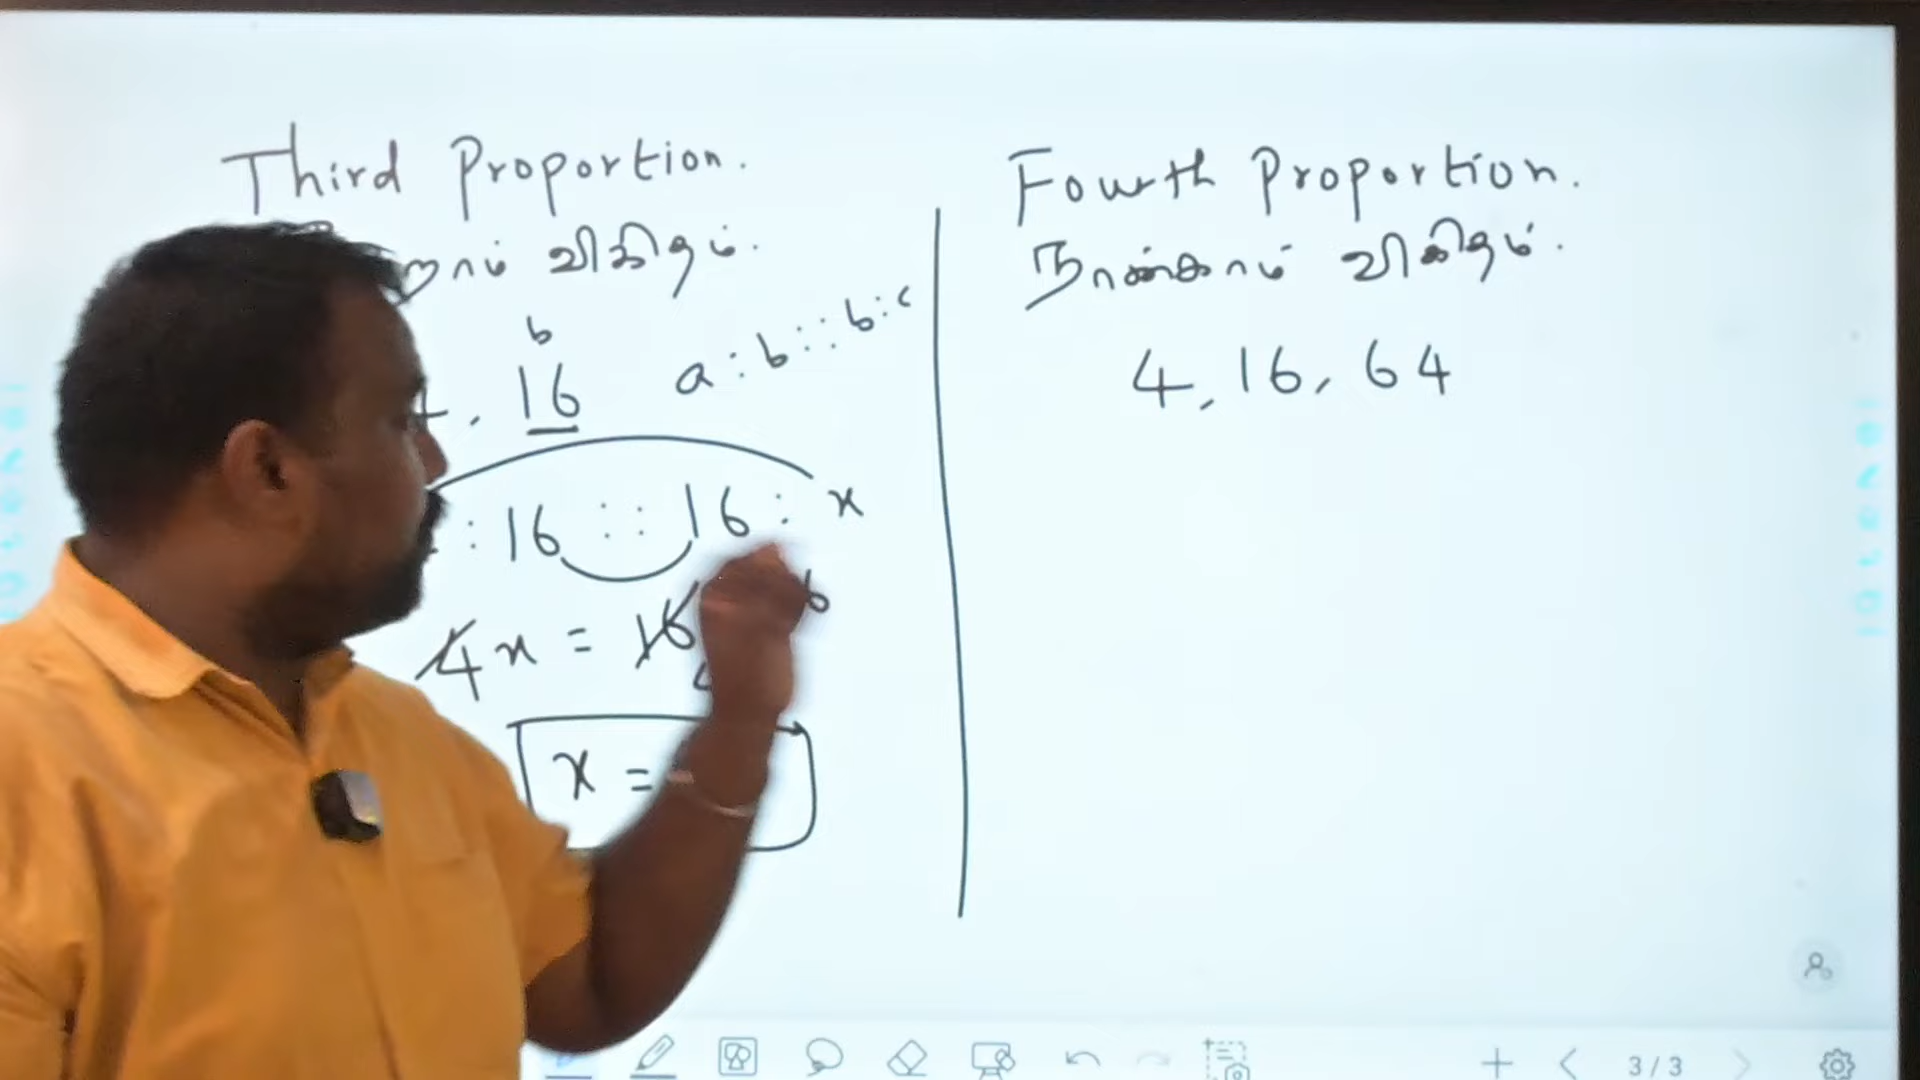 Third Proportion.
விகிதம்.
b
, 16
a : b :: b : c
: 16 :: 16 : x
4x = 16
x =
Fourth Proportion.
நான்காம் விகிதம்.
4, 16, 64
3/3